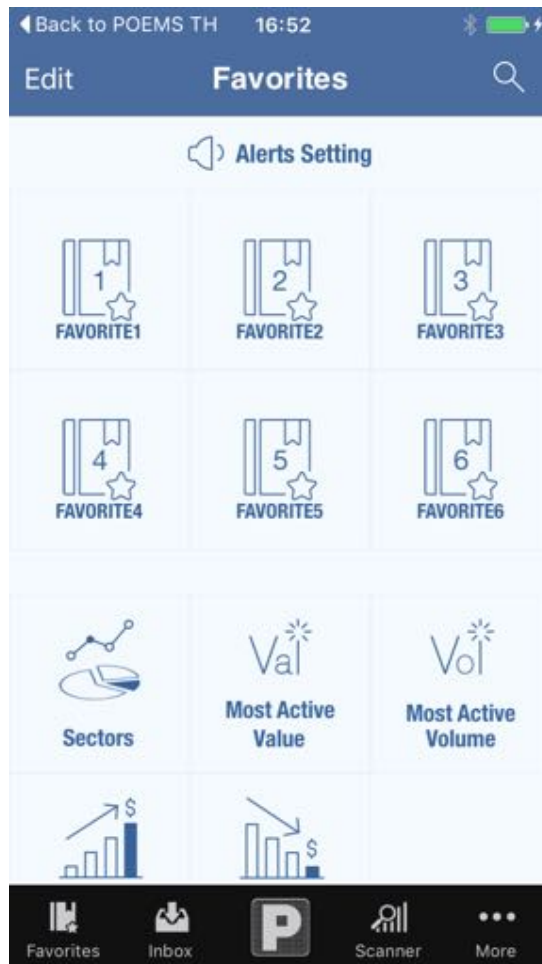 Back to POEMS TH 16:52
Edit Favorites
Alerts Setting
1 2 3
FAVORITE1 FAVORITE2 FAVORITE3
4 5 6
FAVORITE4 FAVORITE5 FAVORITE6
Val Vol
Sectors Most Active Value Most Active Volume
$ $
P
Favorites Inbox Scanner More